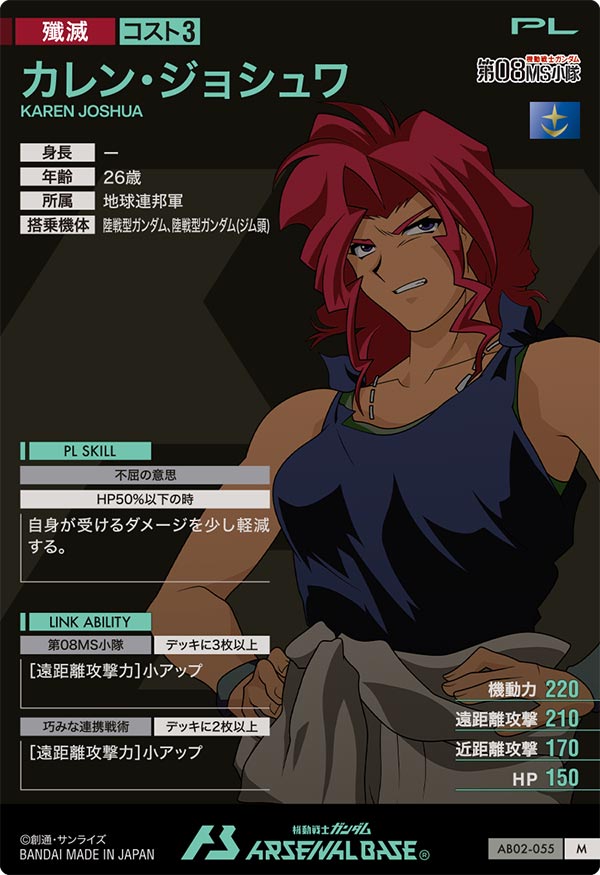 殲滅 コスト3 PL
カレン・ジョシュワ
KAREN JOSHUA
機動戦士ガンダム
第08MS小隊
身長 ー
年齢 26歳
所属 地球連邦軍
搭乗機体 陸戦型ガンダム、陸戦型ガンダム(ジム頭)
PL SKILL
不屈の意思
HP50%以下の時
自身が受けるダメージを少し軽減
する。
LINK ABILITY
第08MS小隊 デッキに3枚以上
[遠距離攻撃力]小アップ
巧みな連携戦術 デッキに2枚以上
[遠距離攻撃力]小アップ
機動力 220
遠距離攻撃 210
近距離攻撃 170
HP 150
©創通・サンライズ
BANDAI MADE IN JAPAN
機動戦士ガンダム
AB ARSENAL BASE®
AB02-055 M